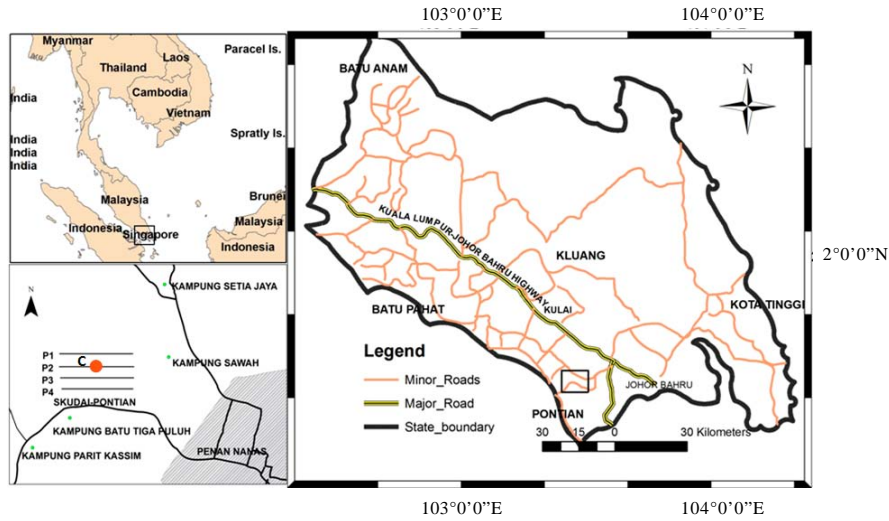 103°0’0”E 104°0’0”E
Myanmar
Laos
Paracel Is.
Thailand
India
Cambodia
Vietnam
India
India
India
Spratly Is.
Malaysia
Brunei
Indonesia
Singapore
Malaysia
Indonesia
N
KAMPUNG SETIA JAYA
P1
C
P2
P3
P4
KAMPUNG SAWAH
SKUDAI-PONTIAN
KAMPUNG BATU TIGA PULUH
KAMPUNG PARIT KASSIM
PENAN NANAS
BATU ANAM
N
KUALA LUMPUR-JOHOR BAHRU HIGHWAY
KLUANG
2°0’0”N
BATU PAHAT
KULAI
KOTA TINGGI
Legend
Minor_Roads
Major_Road
State_boundary
JOHOR BAHRU
PONTIAN
30 15 0 30 Kilometers
103°0’0”E 104°0’0”E